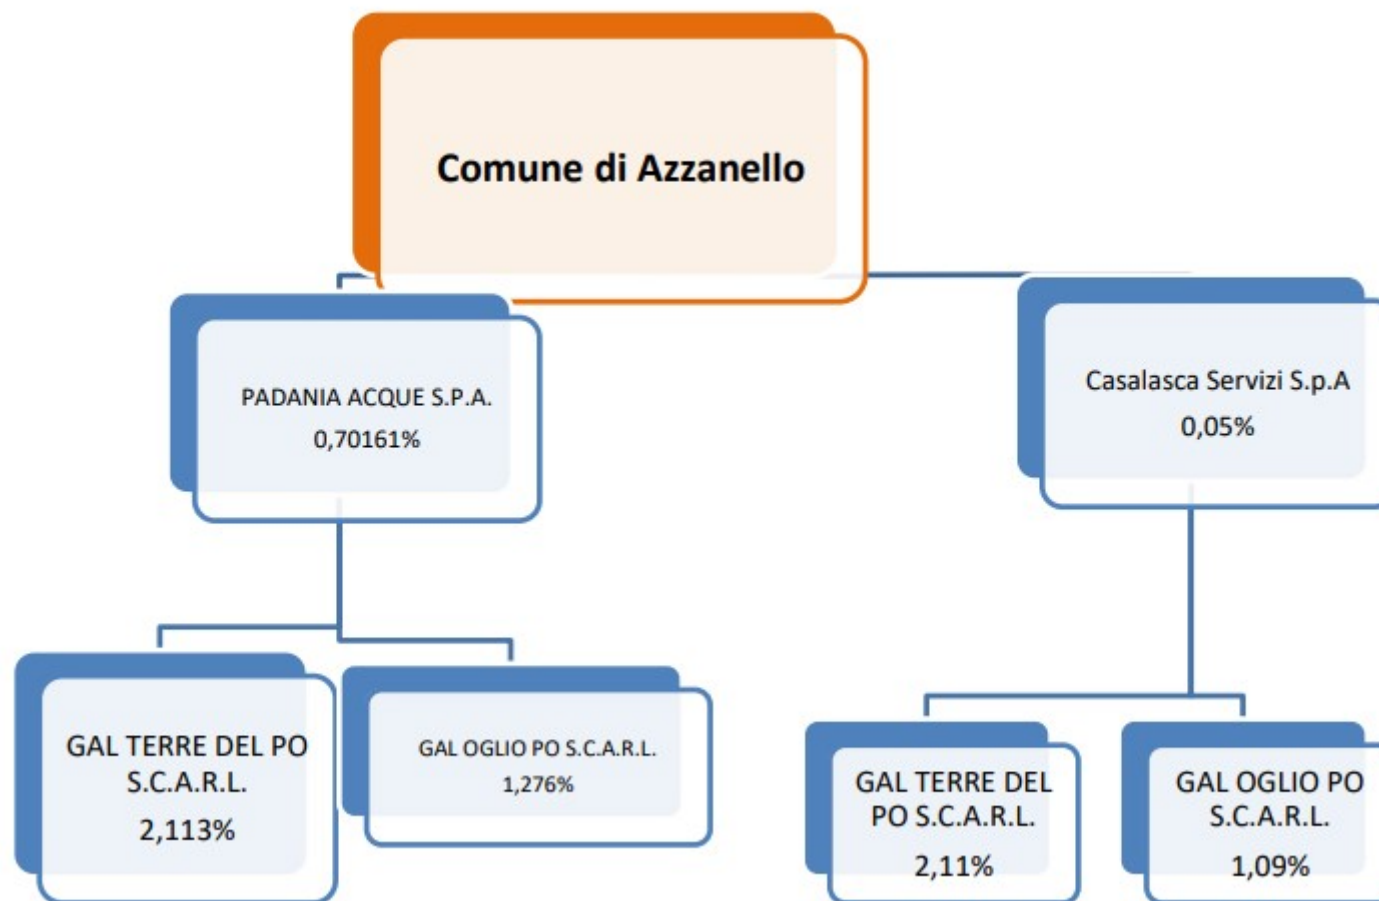 Comune di Azzanello
PADANIA ACQUE S.P.A.
0,70161%
Casalasca Servizi S.p.A
0,05%
GAL TERRE DEL PO
S.C.A.R.L.
2,113%
GAL OGLIO PO S.C.A.R.L.
1,276%
GAL TERRE DEL
PO S.C.A.R.L.
2,11%
GAL OGLIO PO
S.C.A.R.L.
1,09%